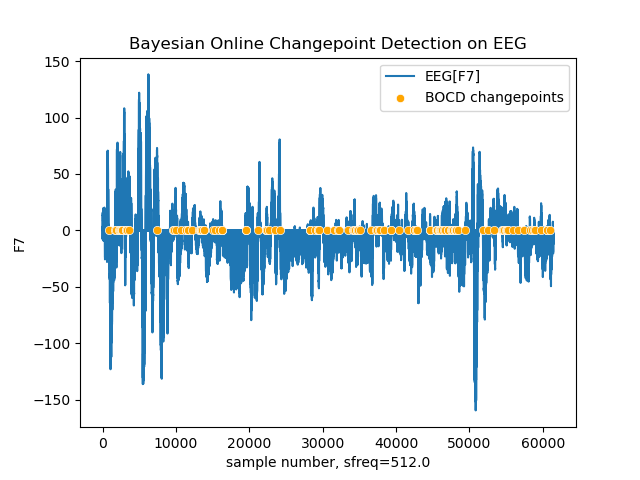 Bayesian Online Changepoint Detection on EEG
EEG[F7]
BOCD changepoints
150
100
50
0
−50
−100
−150
F7
0 10000 20000 30000 40000 50000 60000
sample number, sfreq=512.0